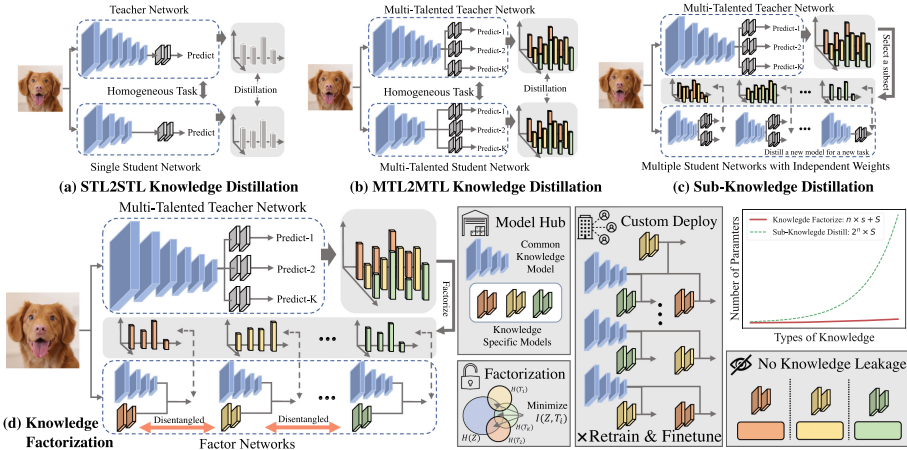 Teacher Network
Predict
Homogeneous Task
Distillation
Predict
Single Student Network
(a) STL2STL Knowledge Distillation
Multi-Talented Teacher Network
Predict-1
Predict-2
Predict-K
Homogeneous Task
Distillation
Predict-1
Predict-2
Predict-K
Multi-Talented Student Network
(b) MTL2MTL Knowledge Distillation
Multi-Talented Teacher Network
Predict-1
Predict-2
Predict-K
Select a subset
Distill a new model for a new task
Multiple Student Networks with Independent Weights
(c) Sub-Knowledge Distillation
Multi-Talented Teacher Network
Predict-1
Predict-2
Predict-K
Factorize
Disentangled
Disentangled
Factor Networks
(d) Knowledge
Factorization
Model Hub
Common
Knowledge
Model
Knowledge
Specific Models
Factorization
H(T₁)
H(Z)
H(T_K)
H(T₂)
Minimize
I(Z,Tᵢ)
Custom Deploy
×Retrain & Finetune
Number of Paramters
Knowlegde Factorize: n × s + S
Sub-Knowlegde Distill: 2ⁿ × S
Types of Knowledge
No Knowledge Leakage